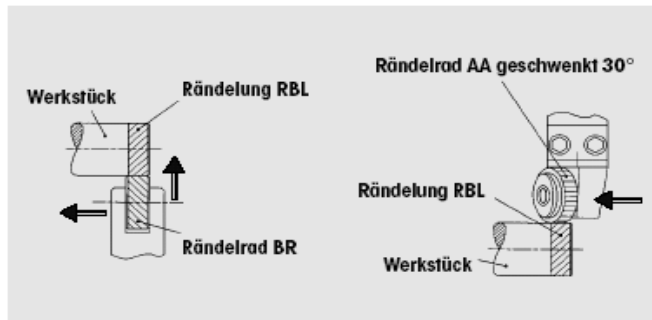 Werkstück
Rändelung RBL
Rändelrad BR
Rändelrad AA geschwenkt 30°
Rändelung RBL
Werkstück